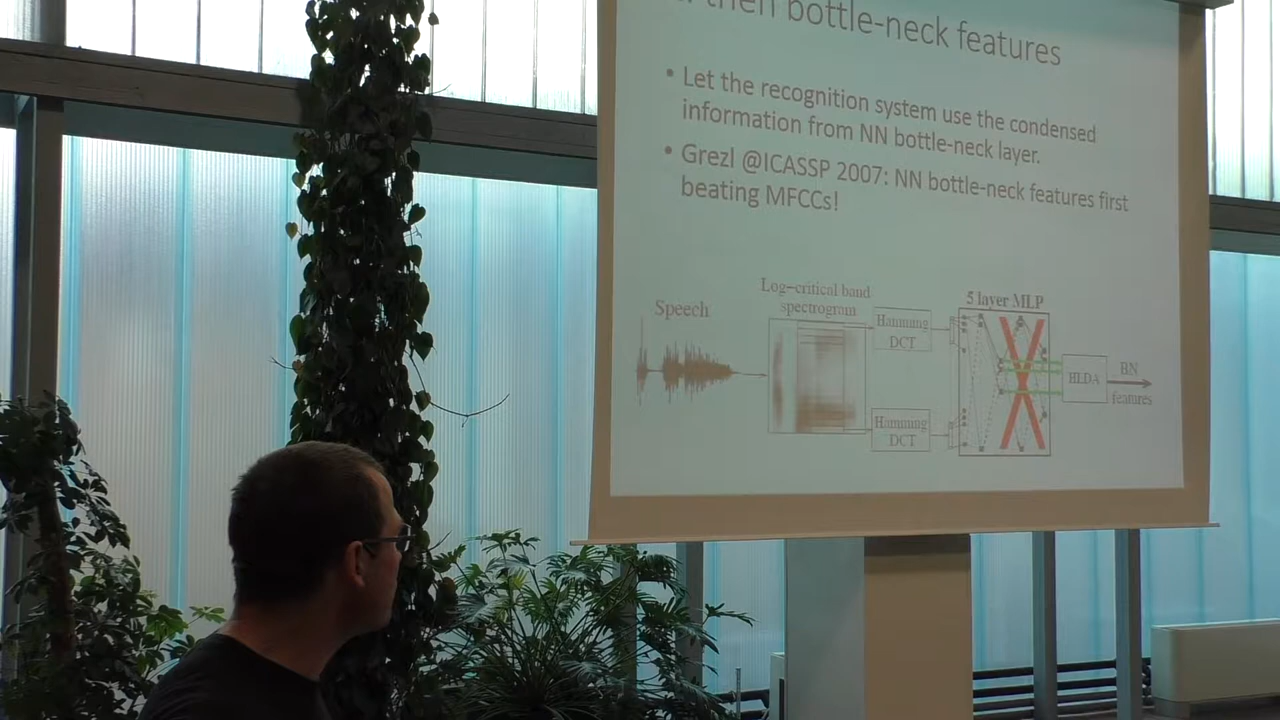 then bottle-neck features
• Let the recognition system use the condensed
information from NN bottle-neck layer.
• Grezl @ICASSP 2007: NN bottle-neck features first
beating MFCCs!
Speech
Log-critical band
spectrogram
Hamming
DCT
Hamming
DCT
5 layer MLP
HLDA
BN
features